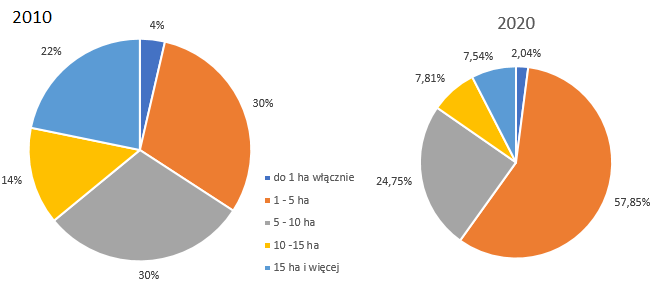 2010
4%
30%
30%
14%
22%
do 1 ha włącznie
1 - 5 ha
5 - 10 ha
10 -15 ha
15 ha i więcej
2020
2,04%
57,85%
24,75%
7,81%
7,54%